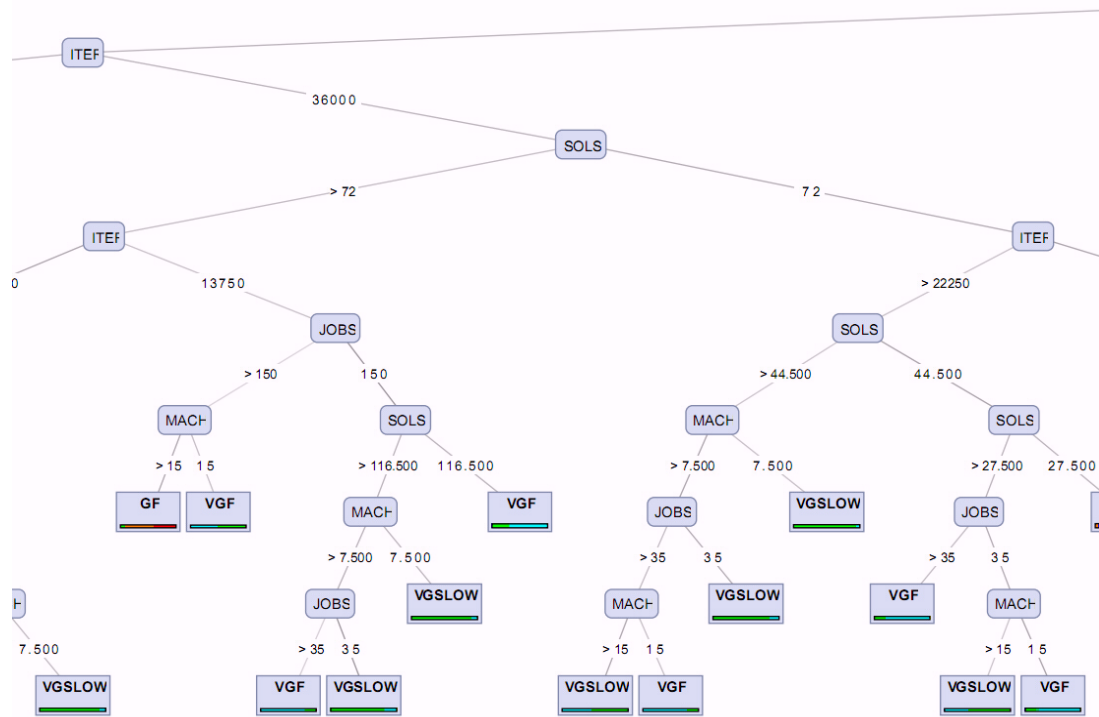 ITER
36000
SOLS
> 72 7 2
ITEF ITEF
0 13750 > 22250
JOBS SOLS
> 150 1 5 0 > 44.500 44.500
MACH SOLS MACH SOLS
> 15 1 5 > 116.500 116.500 > 7.500 7.500 > 27.500 27.500
GF VGF MACH VGF JOBS VGSLOW JOBS
> 7.500 7.500 > 35 3 5 > 35 3 5
H JOBS VGSLOW MACH VGSLOW VGF MACH
7.500 > 35 3 5 > 15 1 5 > 15 1 5
VGSLOW VGF VGSLOW VGSLOW VGF VGSLOW VGF